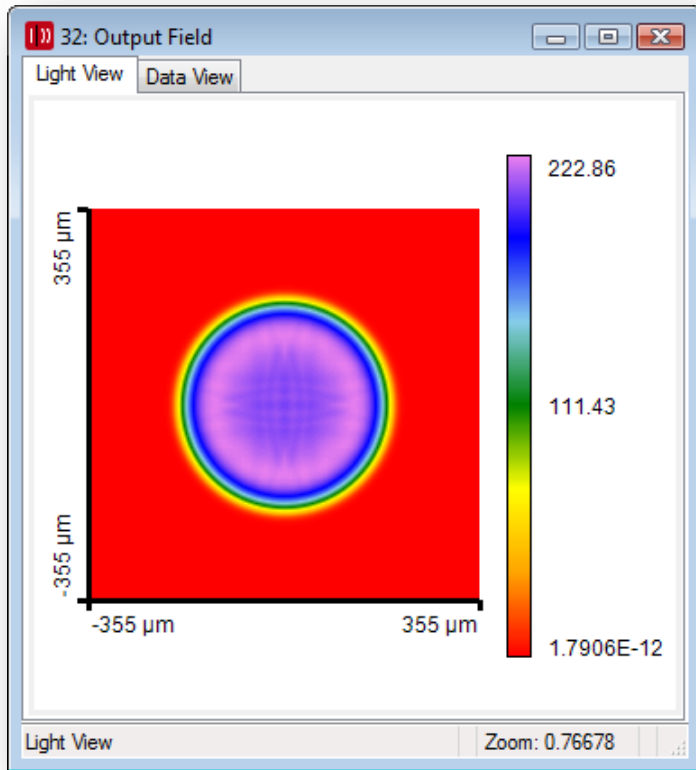 32: Output Field
Light View Data View
222.86
355 µm
111.43
-355 µm
-355 µm 355 µm
1.7906E-12
Light View Zoom: 0.76678